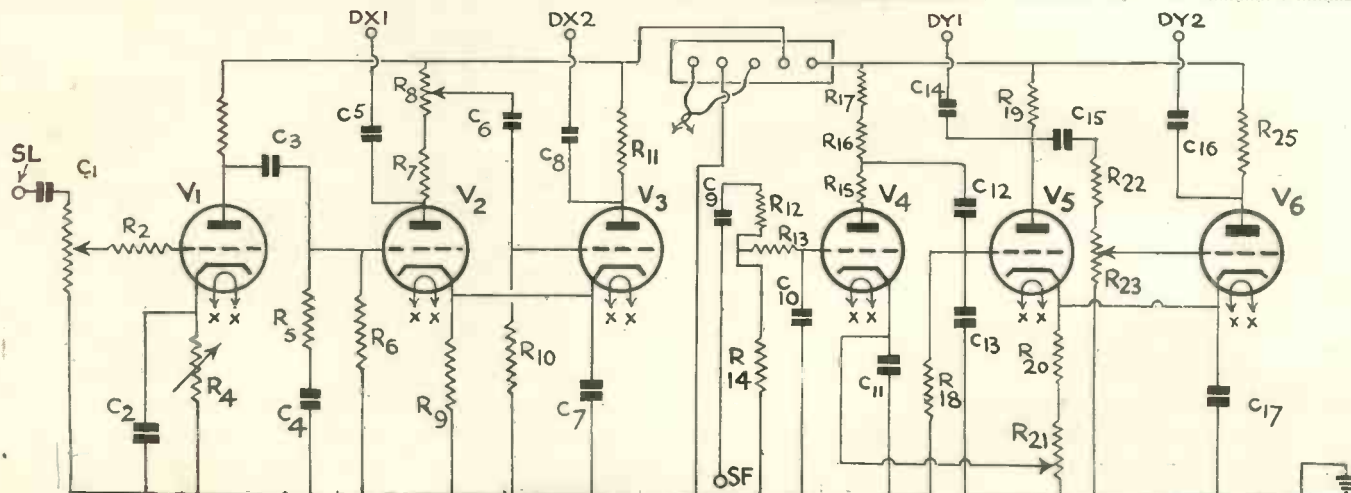 DX1 DX2 DY1 DY2
R8 R17 C14 R19 C15
C5 C6 R16 C16 R25
SL C1 C3 C8 R11
R7 C9 R15 C12 R22
V1 V2 V3 R12 V4 V5 V6
R2 R13
C10 R23
x x x x x x x x x x
R5 R6 R10 C13
R4 R14 C11 R18 R20
C2 C4 R9 C7 C17
R21
SF